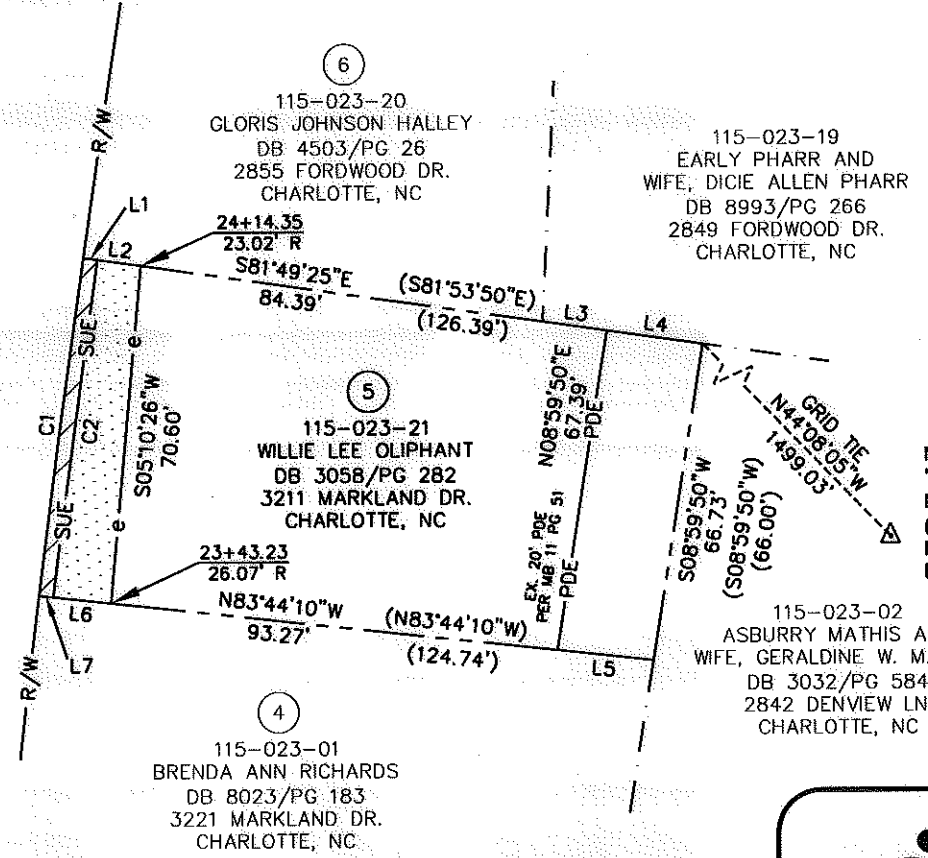 6
115-023-20
GLORIS JOHNSON HALLEY
DB 4503/PG 26
2855 FORDWOOD DR.
CHARLOTTE, NC
115-023-19
EARLY PHARR AND
WIFE, DICIE ALLEN PHARR
DB 8993/PG 266
2849 FORDWOOD DR.
CHARLOTTE, NC
R/W
L1
L2
24+14.35
23.02' R
S81°49'25"E
84.39'
(S81°53'50"E)
(126.39')
L3
L4
SUE
C1
C2
SUE
e
e
S05°10'26"W
70.60'
5
115-023-21
WILLIE LEE OLIPHANT
DB 3058/PG 282
3211 MARKLAND DR.
CHARLOTTE, NC
N08°59'50"E
67.39'
PDE
EX. 20' PDE
PER MB 11 PG 51
PDE
S08°59'50"W
66.73'
(S08°59'50"W)
(66.00')
GRID TIE
N44°08'05"W
1499.03'
23+43.23
26.07' R
N83°44'10"W
93.27'
(N83°44'10"W)
(124.74')
L5
L6
L7
R/W
115-023-02
ASBURRY MATHIS A
WIFE, GERALDINE W. M
DB 3032/PG 584
2842 DENVIEW LN
CHARLOTTE, NC
4
115-023-01
BRENDA ANN RICHARDS
DB 8023/PG 183
3221 MARKLAND DR.
CHARLOTTE, NC